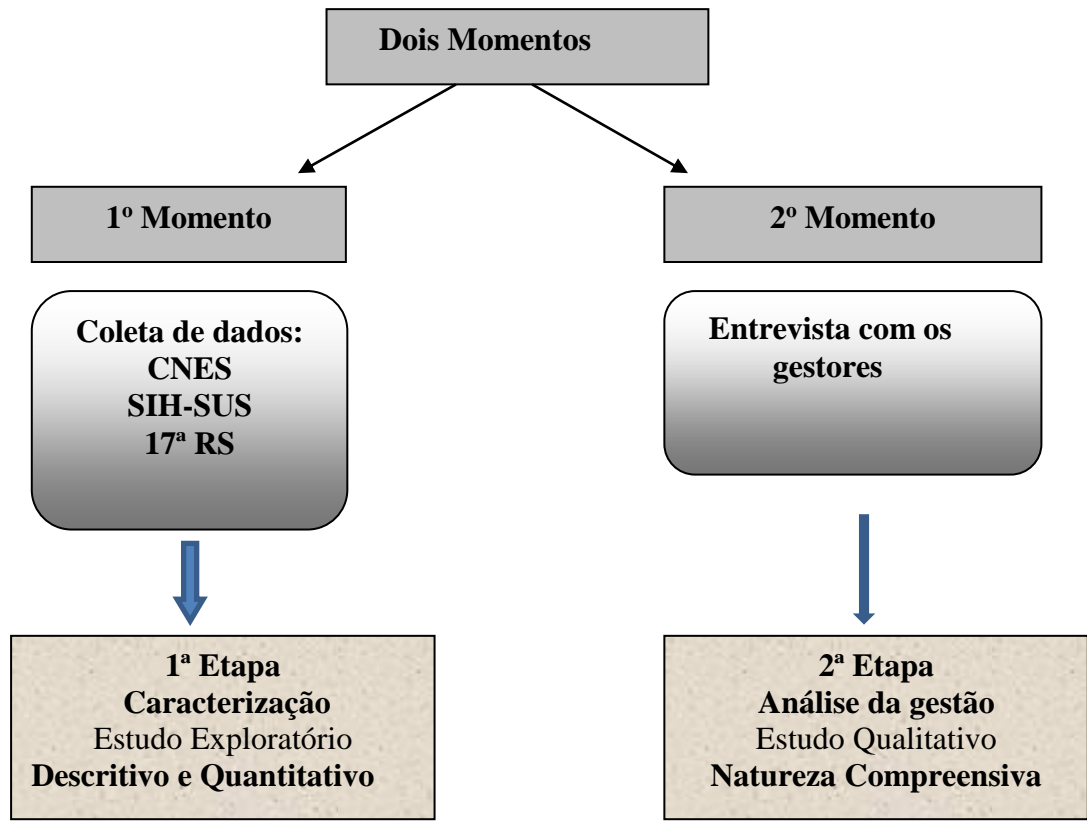 Dois Momentos
1º Momento
2º Momento
Coleta de dados:
CNES
SIH-SUS
17ª RS
Entrevista com os
gestores
1ª Etapa
Caracterização
Estudo Exploratório
Descritivo e Quantitativo
2ª Etapa
Análise da gestão
Estudo Qualitativo
Natureza Compreensiva